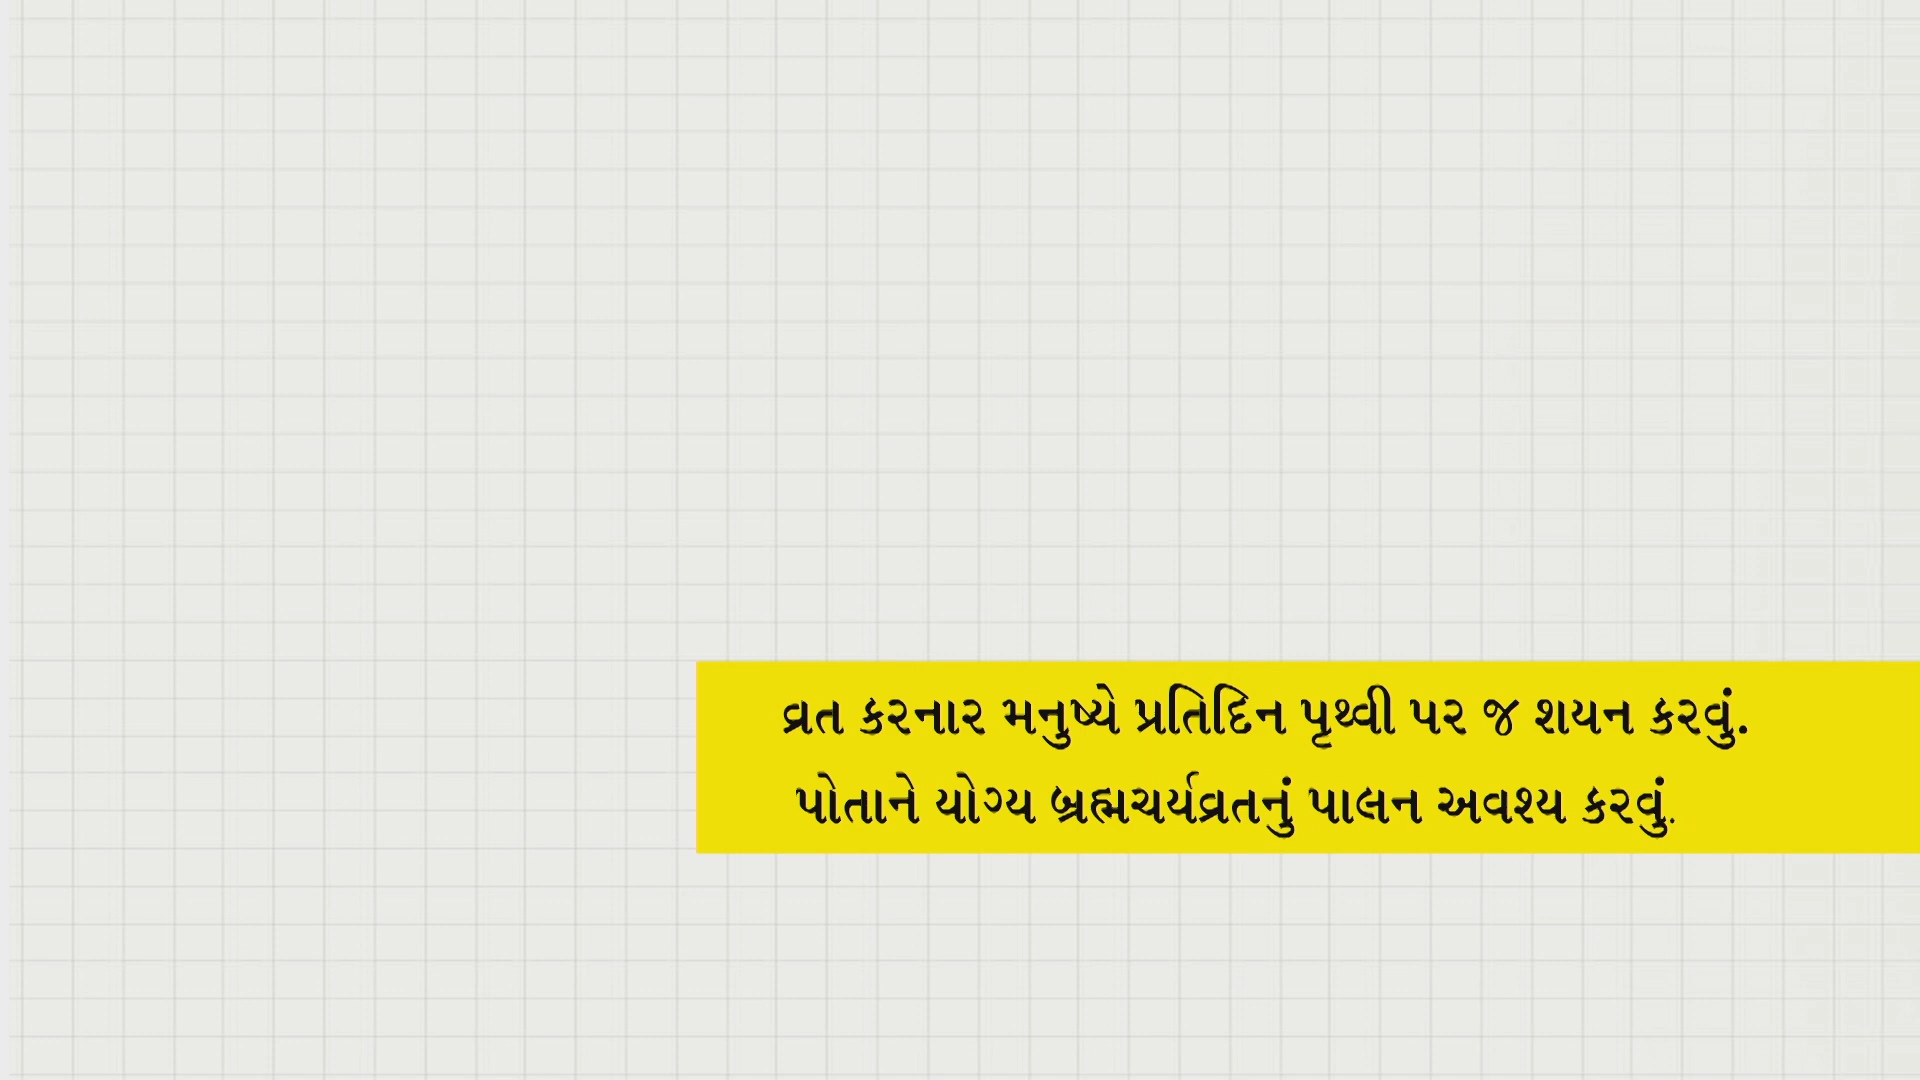 વ્રત કરનાર મનુષ્યે પ્રતિદિન પૃથ્વી પર જ શયન કરવું.
પોતાને યોગ્ય બ્રહ્મચર્યવ્રતનું પાલન અવશ્ય કરવું.